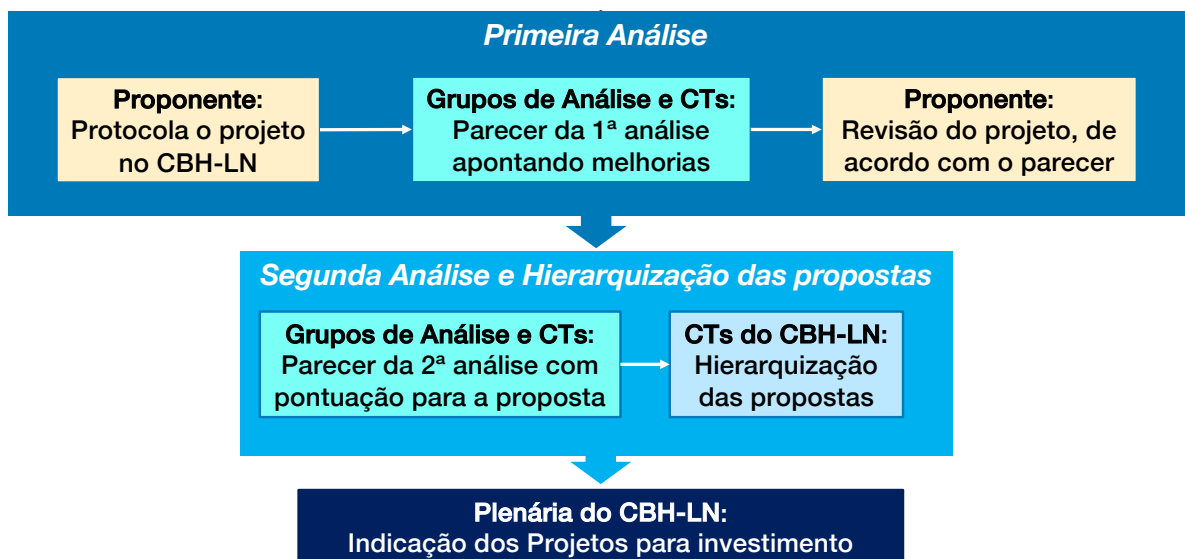 Primeira Análise
Proponente:
Protocola o projeto
no CBH-LN
Grupos de Análise e CTs:
Parecer da 1ª análise
apontando melhorias
Proponente:
Revisão do projeto, de
acordo com o parecer
Segunda Análise e Hierarquização das propostas
Grupos de Análise e CTs:
Parecer da 2ª análise com
pontuação para a proposta
CTs do CBH-LN:
Hierarquização
das propostas
Plenária do CBH-LN:
Indicação dos Projetos para investimento